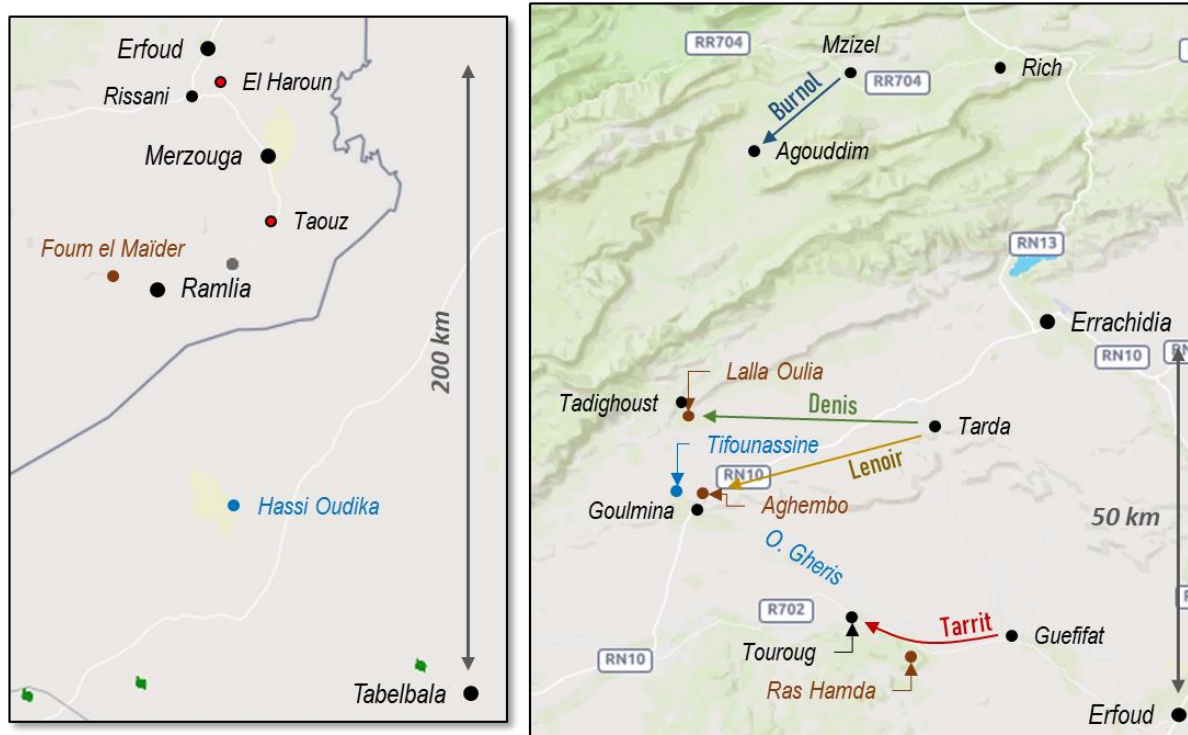 Erfoud
El Haroun
Rissani
Merzouga
Taouz
Foum el Maïder
Ramlia
200 km
Hassi Oudika
Tabelbala
RR704
Mzizel
Rich
RR704
Burnol
Agouddim
RN13
Errachidia
RN10
Lalla Oulia
Tadighoust
Denis
Tarda
Tifounassine
Lenoir
RN10
Aghembo
Goulmina
50 km
O. Gheris
R702
Tarrit
Guefifat
Touroug
RN10
Ras Hamda
Erfoud